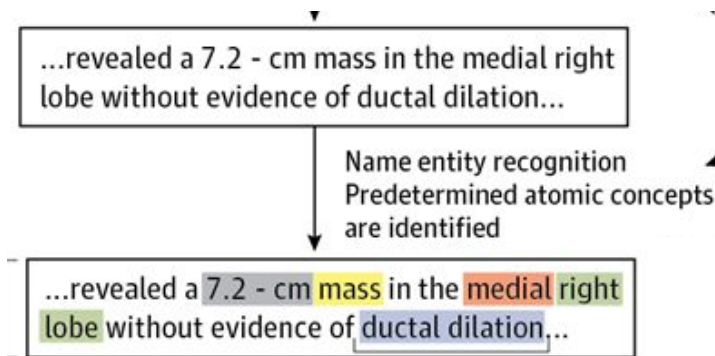 ...revealed a 7.2 - cm mass in the medial right
lobe without evidence of ductal dilation...
Name entity recognition
Predetermined atomic concepts
are identified
...revealed a 7.2 - cm mass in the medial right
lobe without evidence of ductal dilation...